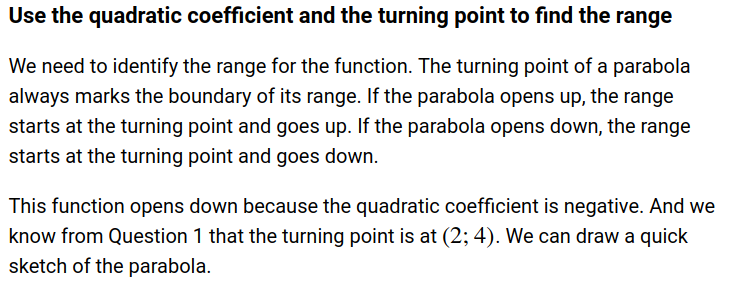 Use the quadratic coefficient and the turning point to find the range
We need to identify the range for the function. The turning point of a parabola
always marks the boundary of its range. If the parabola opens up, the range
starts at the turning point and goes up. If the parabola opens down, the range
starts at the turning point and goes down.
This function opens down because the quadratic coefficient is negative. And we
know from Question 1 that the turning point is at (2; 4). We can draw a quick
sketch of the parabola.